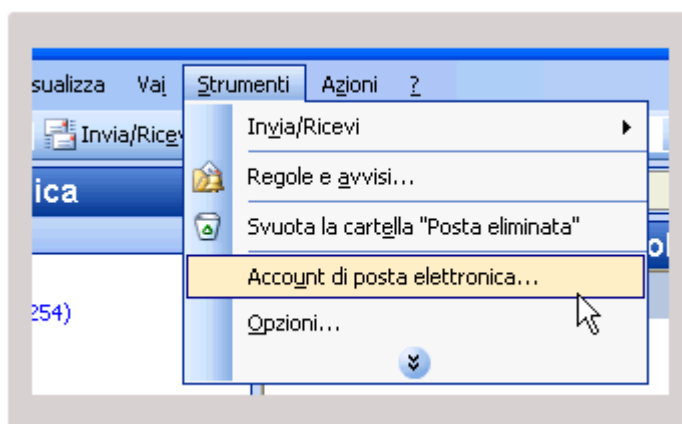 sualizza Vai Strumenti Azioni ?
Invia/Rice
Invia/Ricevi
Regole e avvisi...
ica
Svuota la cartella "Posta eliminata"
Account di posta elettronica...
254)
Opzioni...